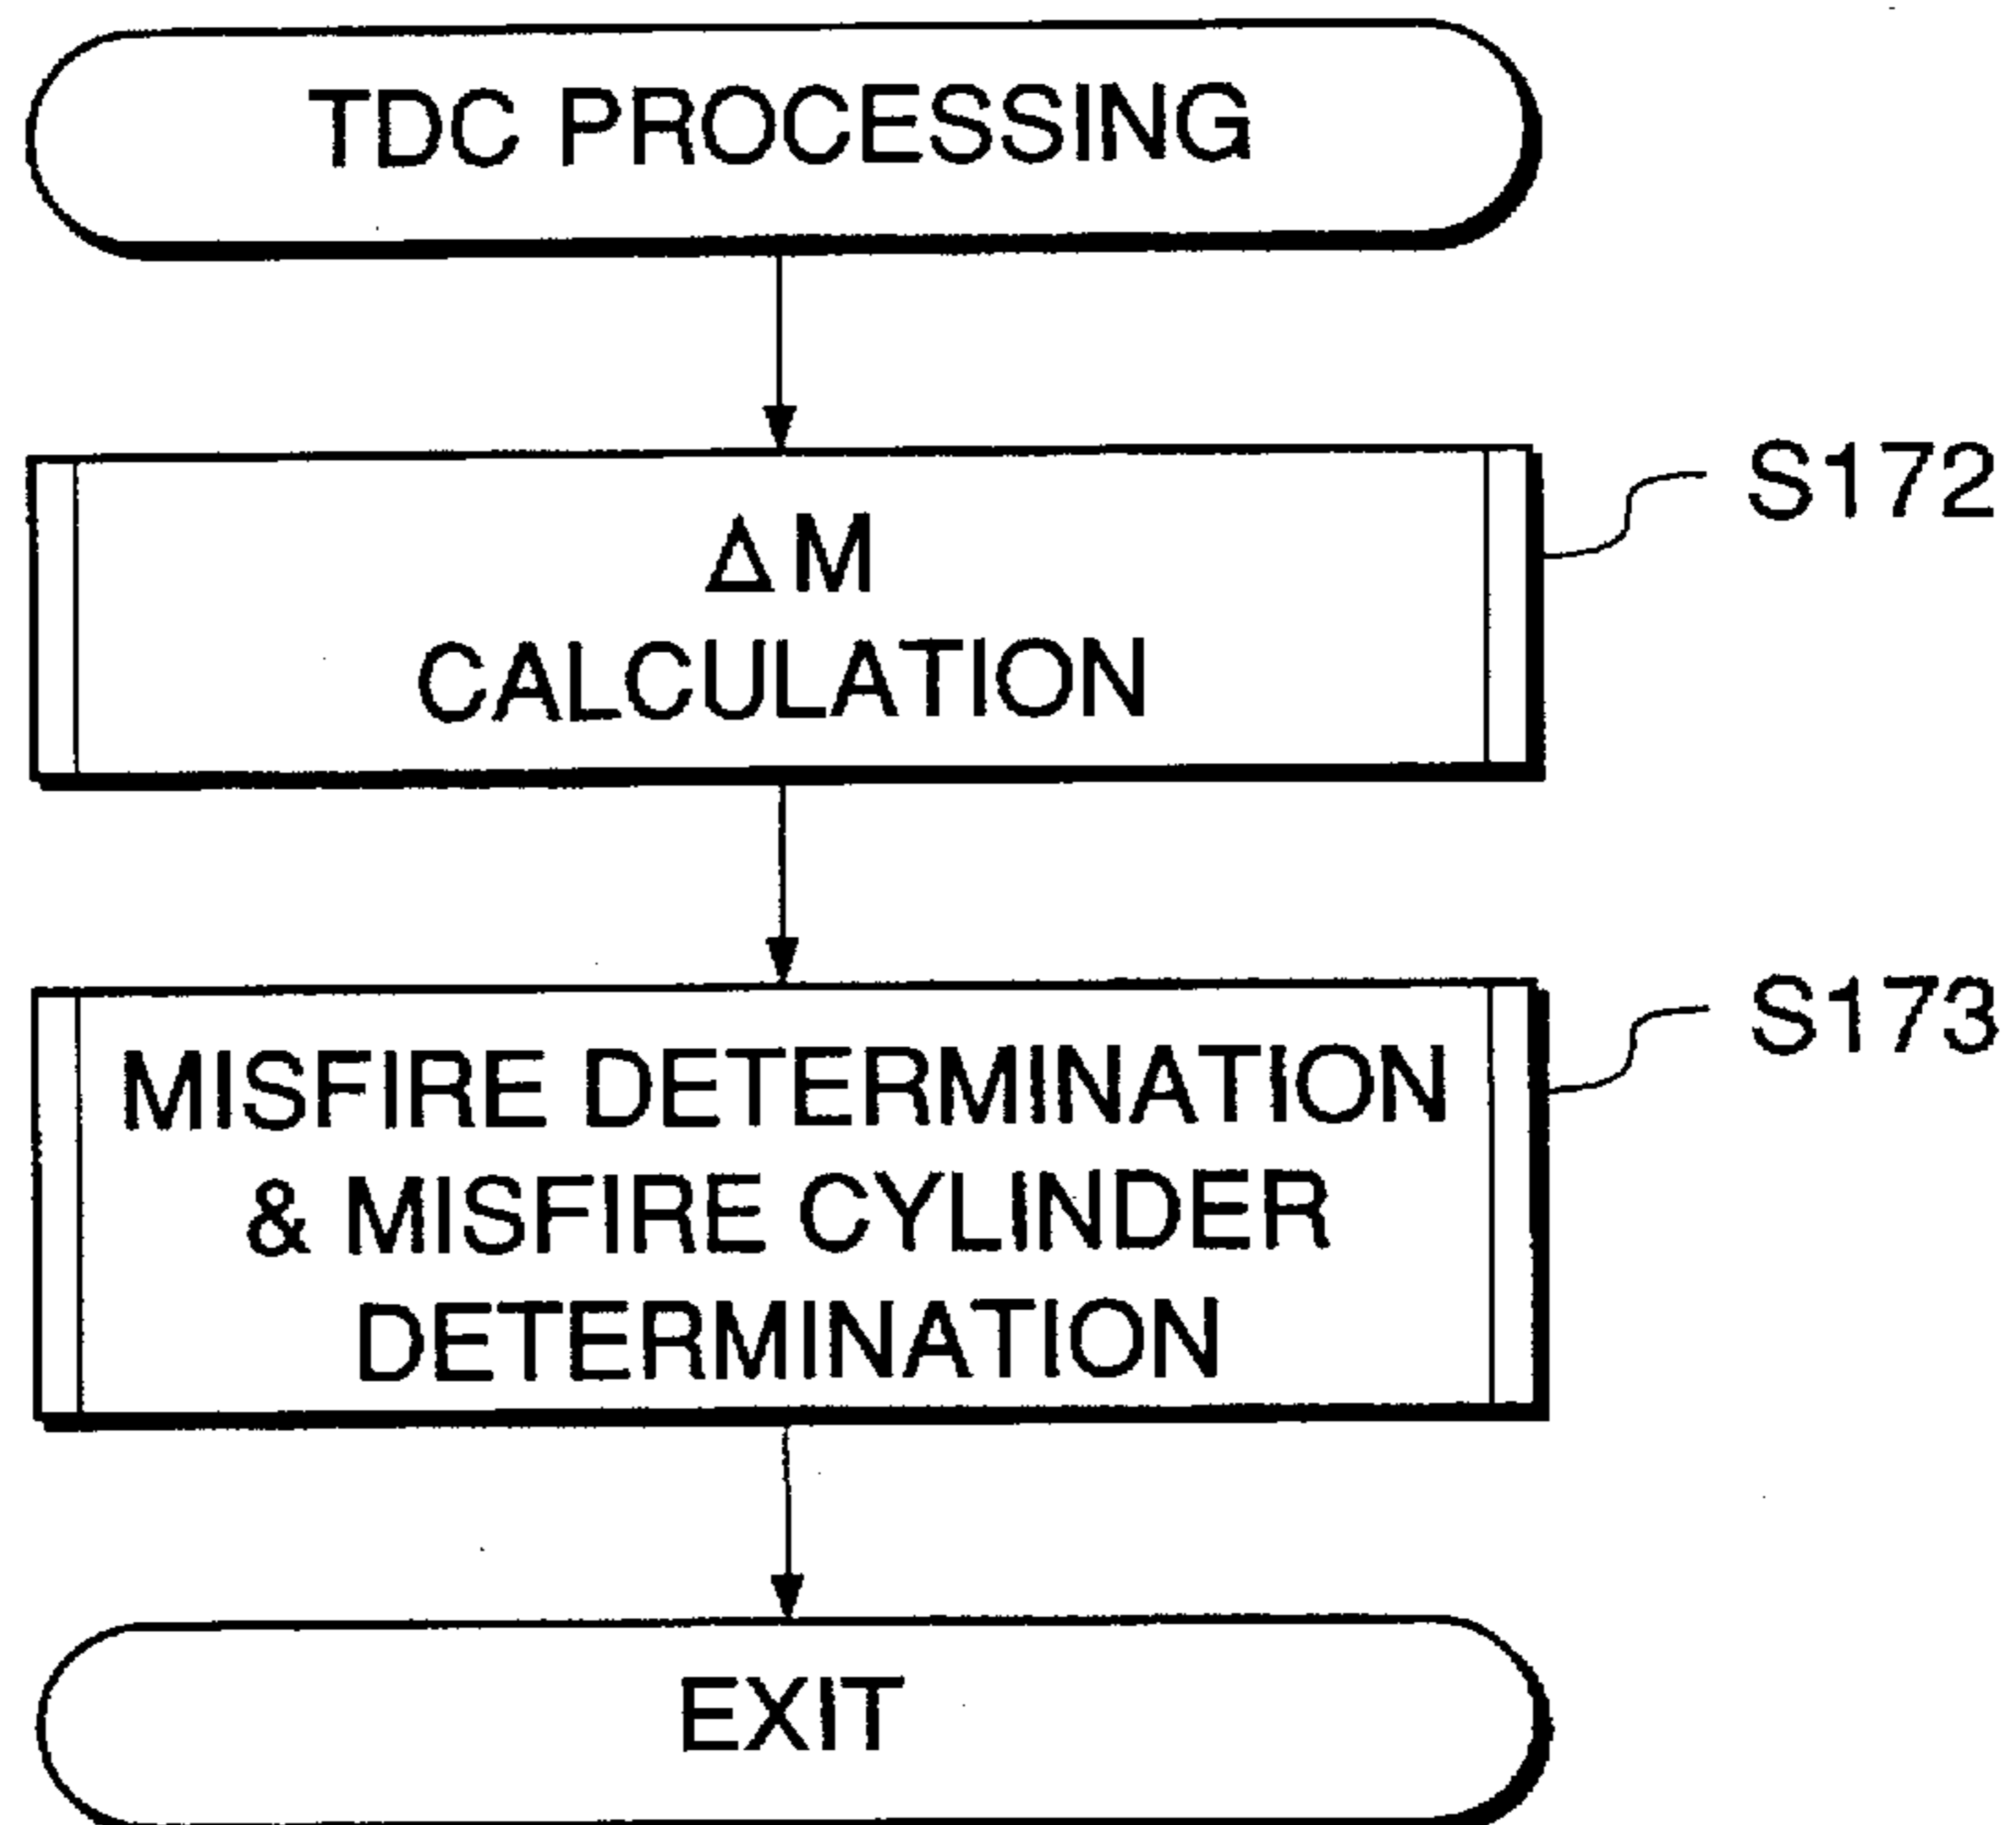 TDC PROCESSING
S172
ΔM
CALCULATION
S173
MISFIRE DETERMINATION
& MISFIRE CYLINDER
DETERMINATION
EXIT